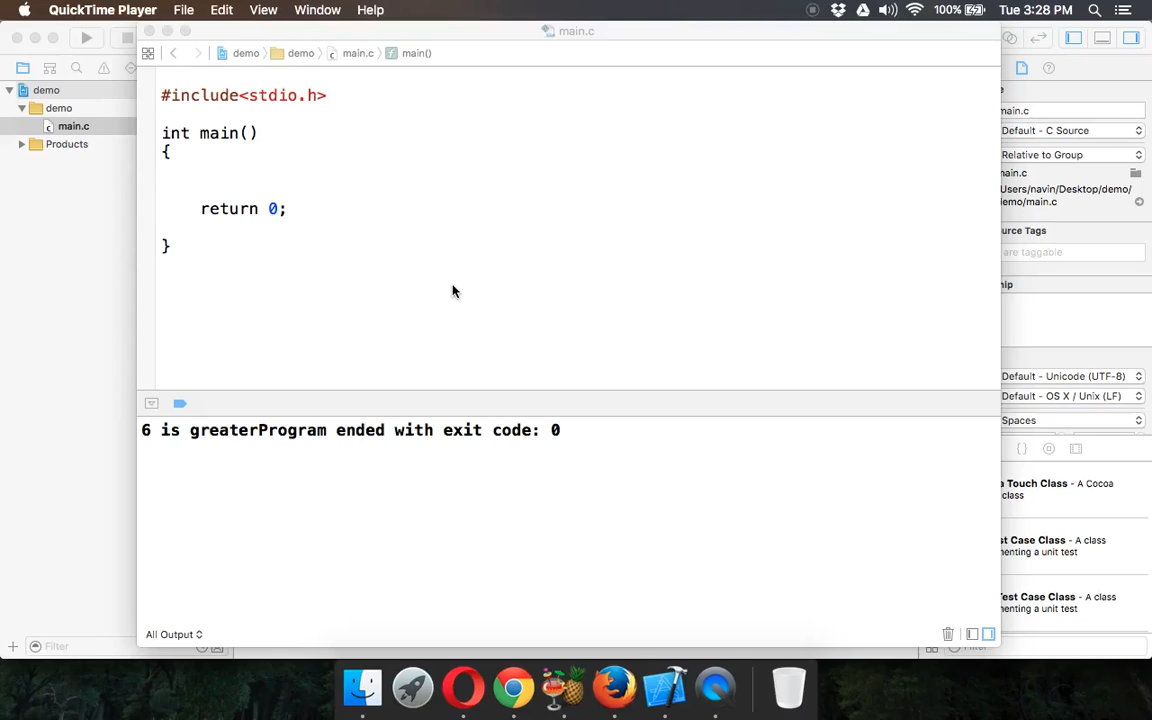 QuickTime Player File Edit View Window Help 100% Tue 3:28 PM
main.c
demo demo main.c main()
demo
demo
main.c
Products
#include<stdio.h>
int main()
{
return 0;
}
6 is greaterProgram ended with exit code: 0
All Output
Filter
main.c
Default - C Source
Relative to Group
main.c
Users/navin/Desktop/demo/
demo/main.c
are taggable
Default - Unicode (UTF-8)
Default - OS X / Unix (LF)
Spaces
{ }
a Touch Class - A Cocoa
class
st Case Class - A class
menting a unit test
Test Case Class - A class
menting a unit test